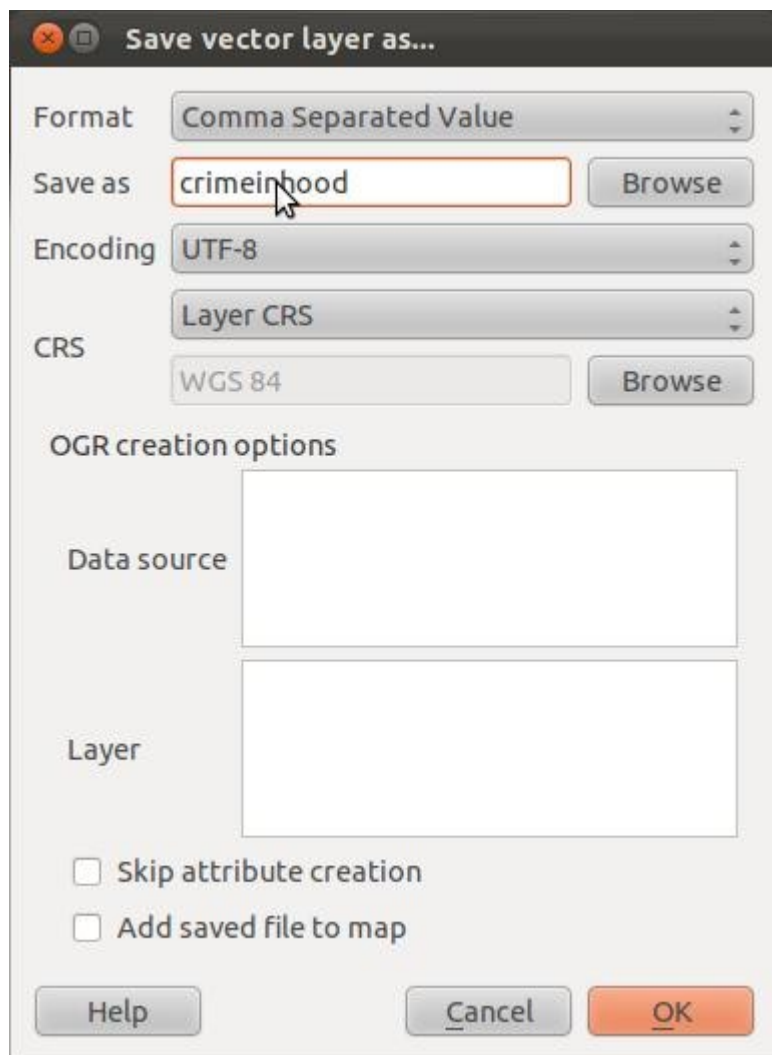 Save vector layer as...
Format Comma Separated Value
Save as crimeinhood Browse
Encoding UTF-8
Layer CRS
CRS
WGS 84 Browse
OGR creation options
Data source
Layer
Skip attribute creation
Add saved file to map
Help Cancel OK